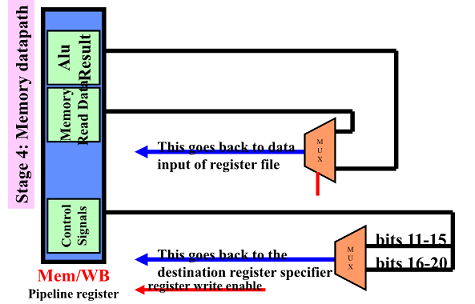 Stage 4: Memory datapath
Alu
Result
Memory
Read Data
This goes back to data
input of register file
M
U
X
Control
Signals
bits 11-15
This goes back to the
destination register specifier
M
U
X
bits 16-20
Mem/WB
register write enable
Pipeline register